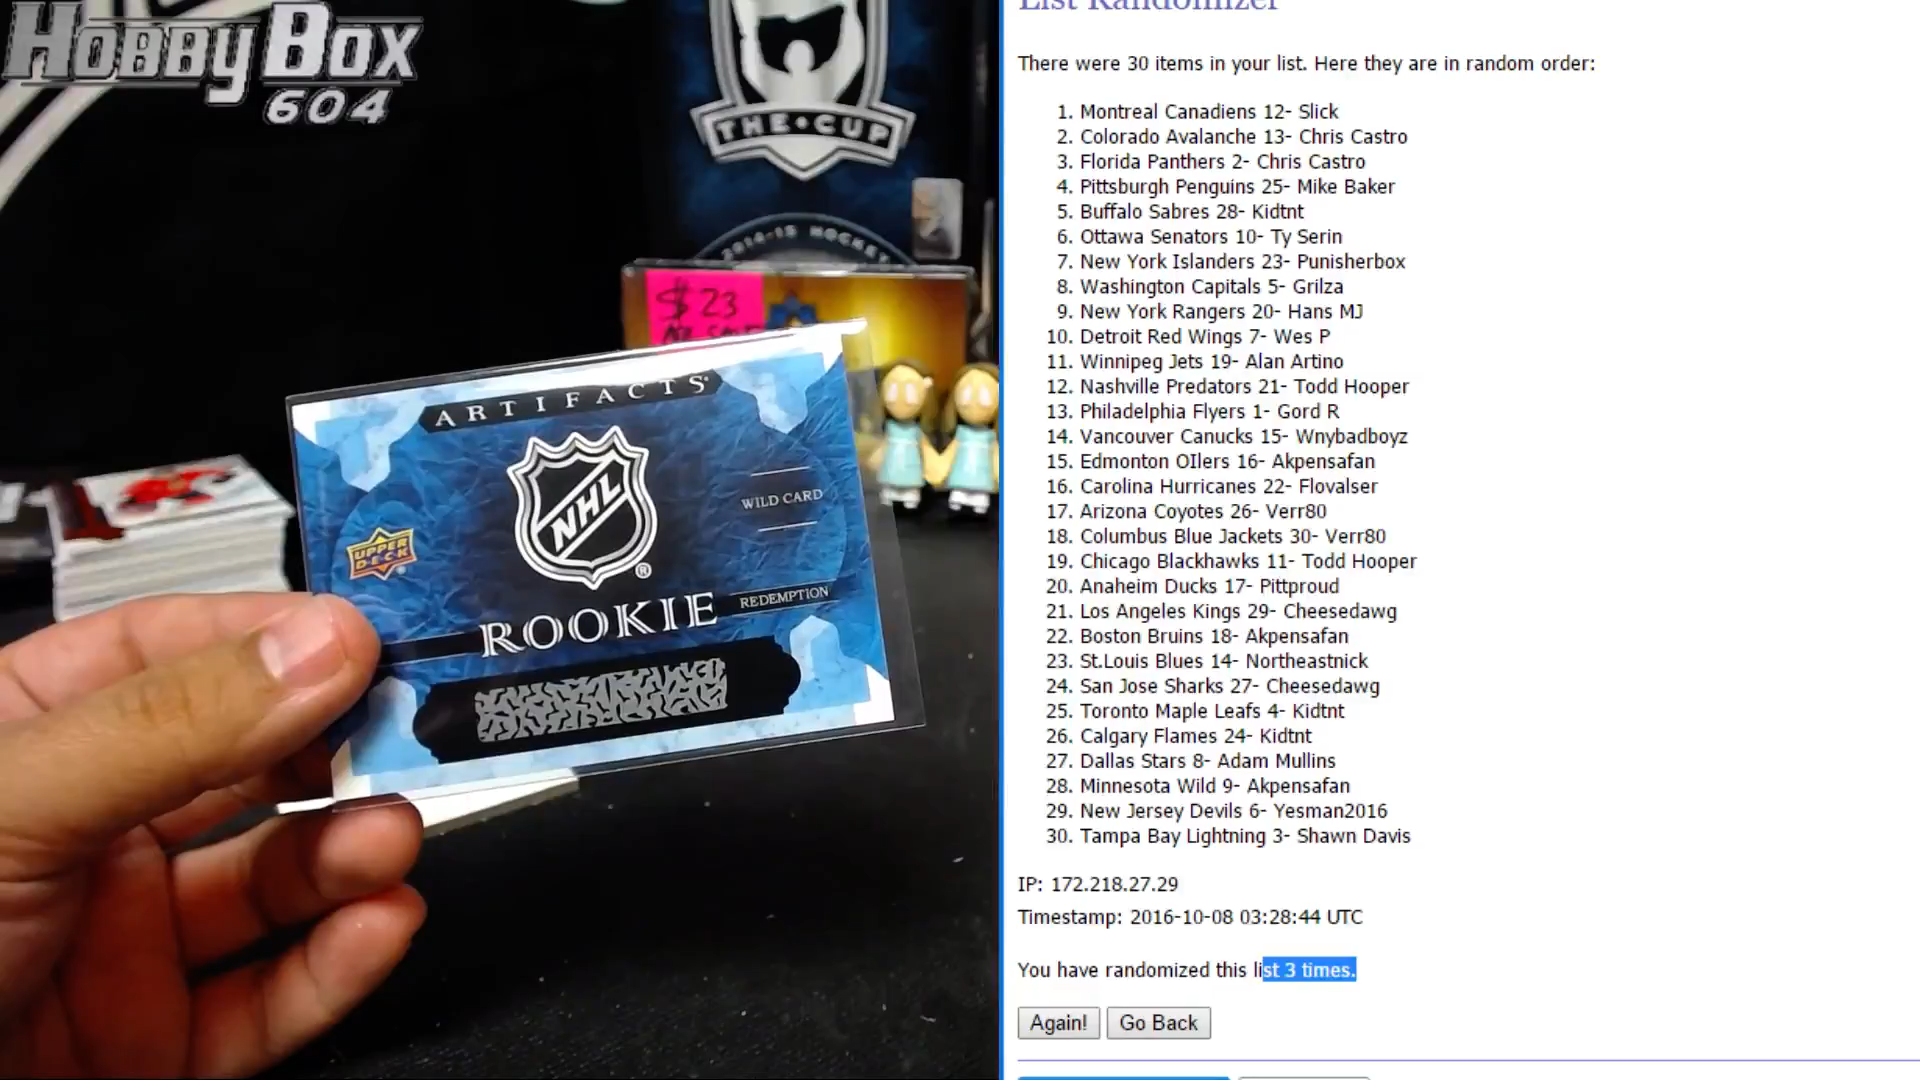 HOBBY BOX
604
THE CUP
2014-15 HOCKEY
$23
ARTIFACTS
NHL
WILD CARD
UPPER
DECK
ROOKIE
REDEMPTION
List Randomizer
There were 30 items in your list. Here they are in random order:
1. Montreal Canadiens 12- Slick
2. Colorado Avalanche 13- Chris Castro
3. Florida Panthers 2- Chris Castro
4. Pittsburgh Penguins 25- Mike Baker
5. Buffalo Sabres 28- Kidtnt
6. Ottawa Senators 10- Ty Serin
7. New York Islanders 23- Punisherbox
8. Washington Capitals 5- Grilza
9. New York Rangers 20- Hans MJ
10. Detroit Red Wings 7- Wes P
11. Winnipeg Jets 19- Alan Artino
12. Nashville Predators 21- Todd Hooper
13. Philadelphia Flyers 1- Gord R
14. Vancouver Canucks 15- Wnybadboyz
15. Edmonton OIlers 16- Akpensafan
16. Carolina Hurricanes 22- Flovalser
17. Arizona Coyotes 26- Verr80
18. Columbus Blue Jackets 30- Verr80
19. Chicago Blackhawks 11- Todd Hooper
20. Anaheim Ducks 17- Pittproud
21. Los Angeles Kings 29- Cheesedawg
22. Boston Bruins 18- Akpensafan
23. St.Louis Blues 14- Northeastnick
24. San Jose Sharks 27- Cheesedawg
25. Toronto Maple Leafs 4- Kidtnt
26. Calgary Flames 24- Kidtnt
27. Dallas Stars 8- Adam Mullins
28. Minnesota Wild 9- Akpensafan
29. New Jersey Devils 6- Yesman2016
30. Tampa Bay Lightning 3- Shawn Davis
IP: 172.218.27.29
Timestamp: 2016-10-08 03:28:44 UTC
You have randomized this list 3 times.
Again!
Go Back